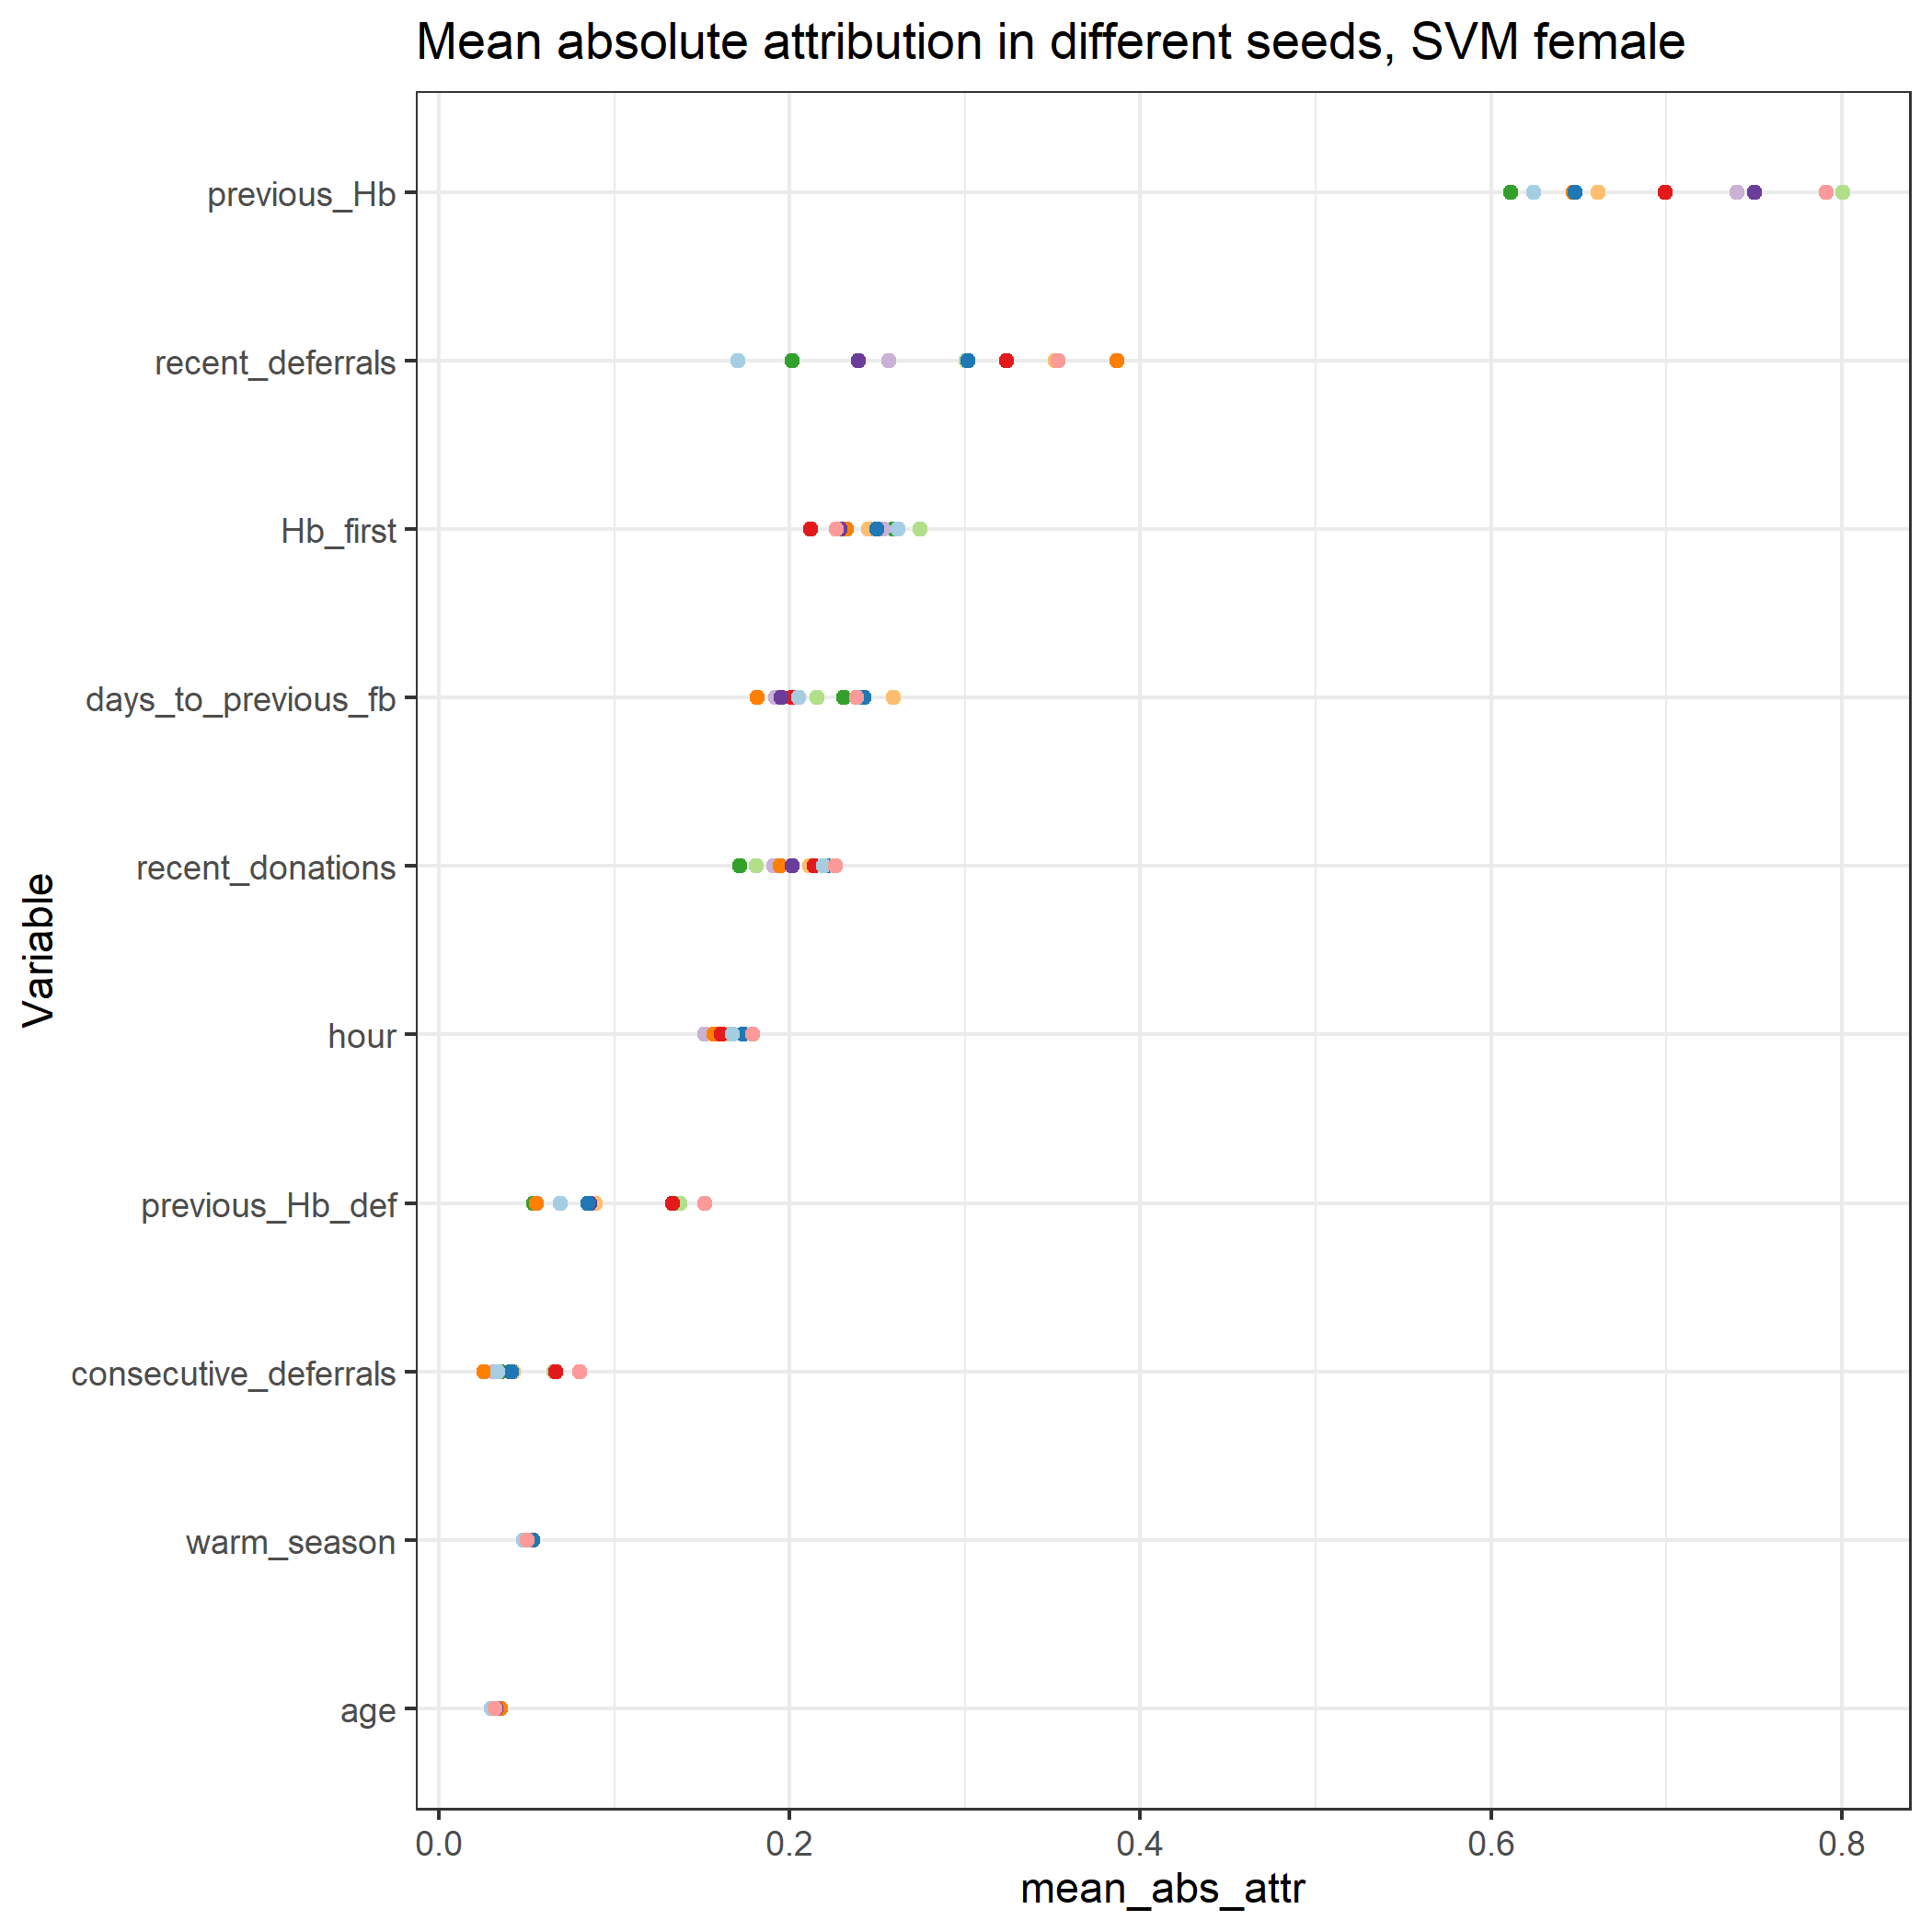 Mean absolute attribution in different seeds, SVM female
Variable
previous_Hb
recent_deferrals
Hb_first
days_to_previous_fb
recent_donations
hour
previous_Hb_def
consecutive_deferrals
warm_season
age
0.0 0.2 0.4 0.6 0.8
mean_abs_attr